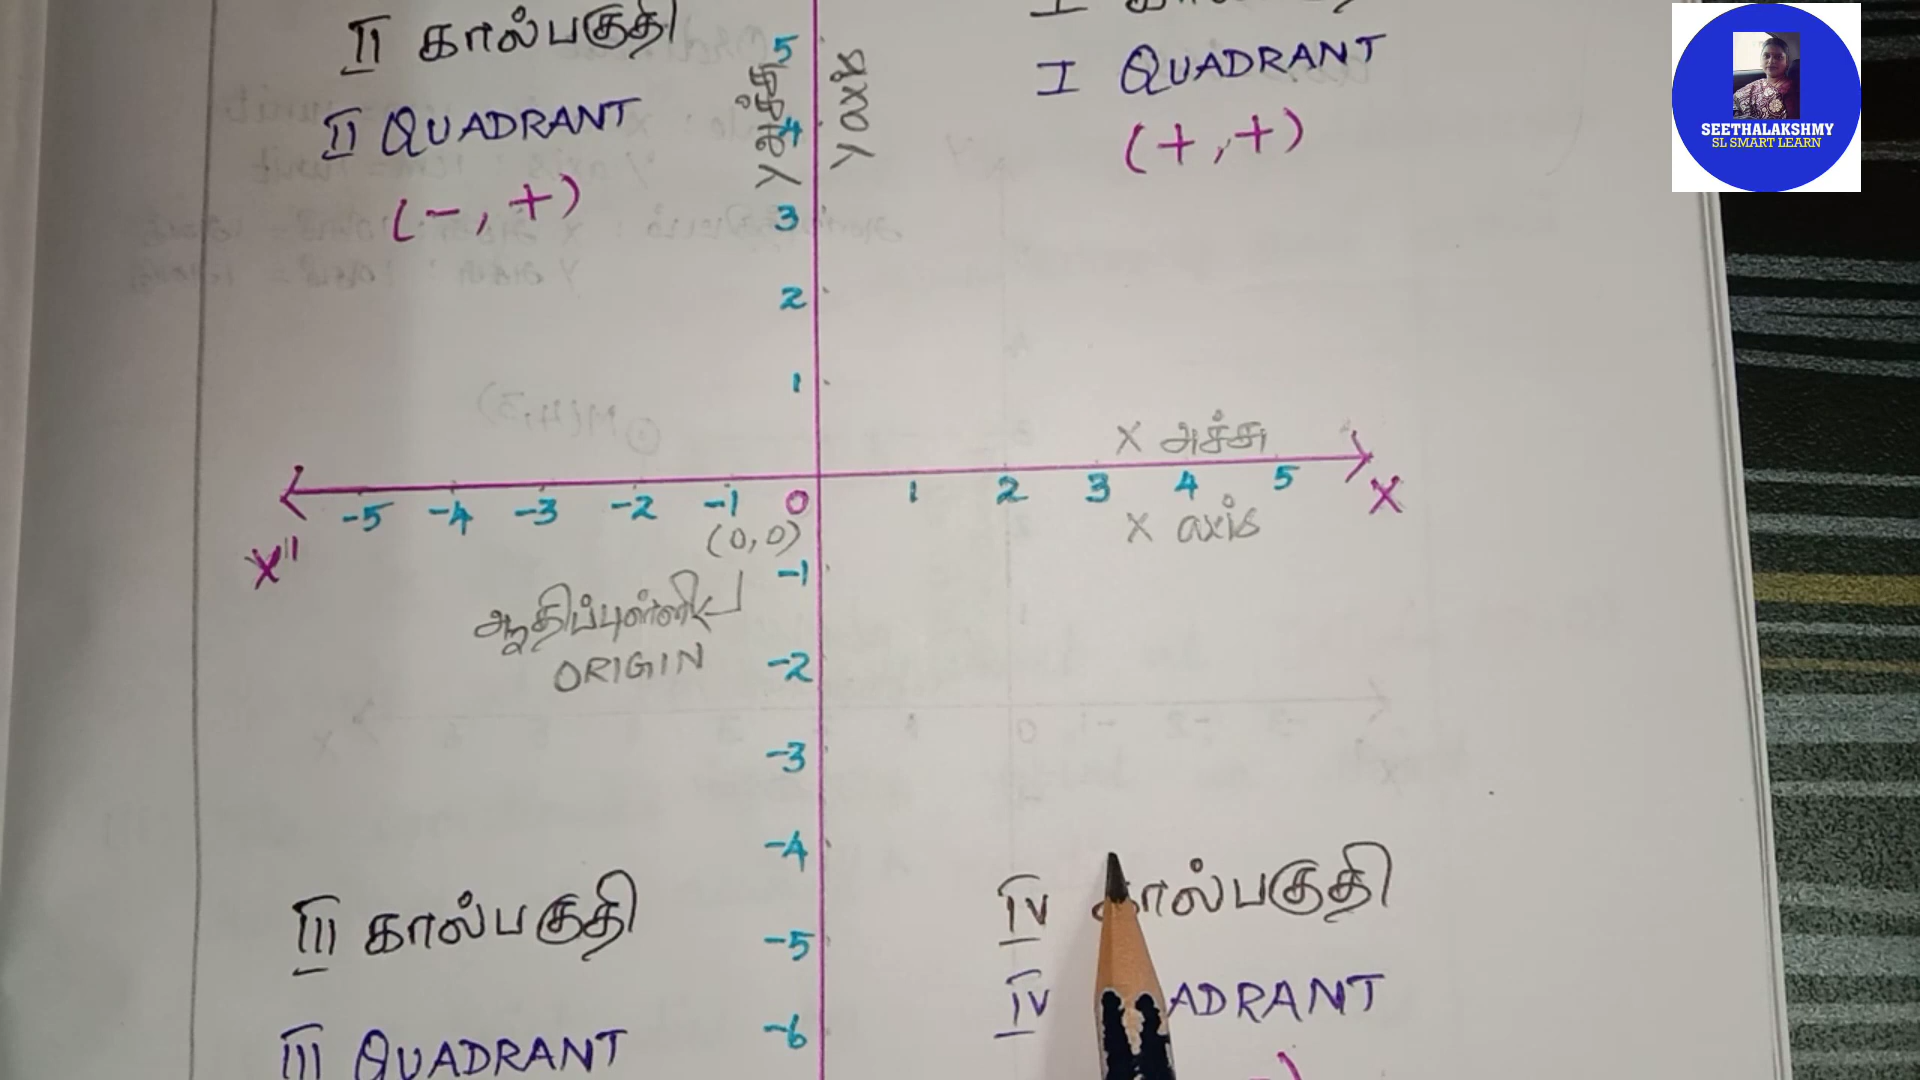 II கால்பகுதி
II QUADRANT
(-, +)
I QUADRANT
(+, +)
y அச்சு
y axis
5
4
3
2
1
X அச்சு
-5 -4 -3 -2 -1 0 1 2 3 4 5 X
X axis
X"
(0,0)
ஆதிப்புள்ளி
ORIGIN
-1
-2
-3
-4
-5
-6
III கால்பகுதி
III QUADRANT
IV கால்பகுதி
IV QUADRANT
SEETHALAKSHMY
SL SMART LEARN